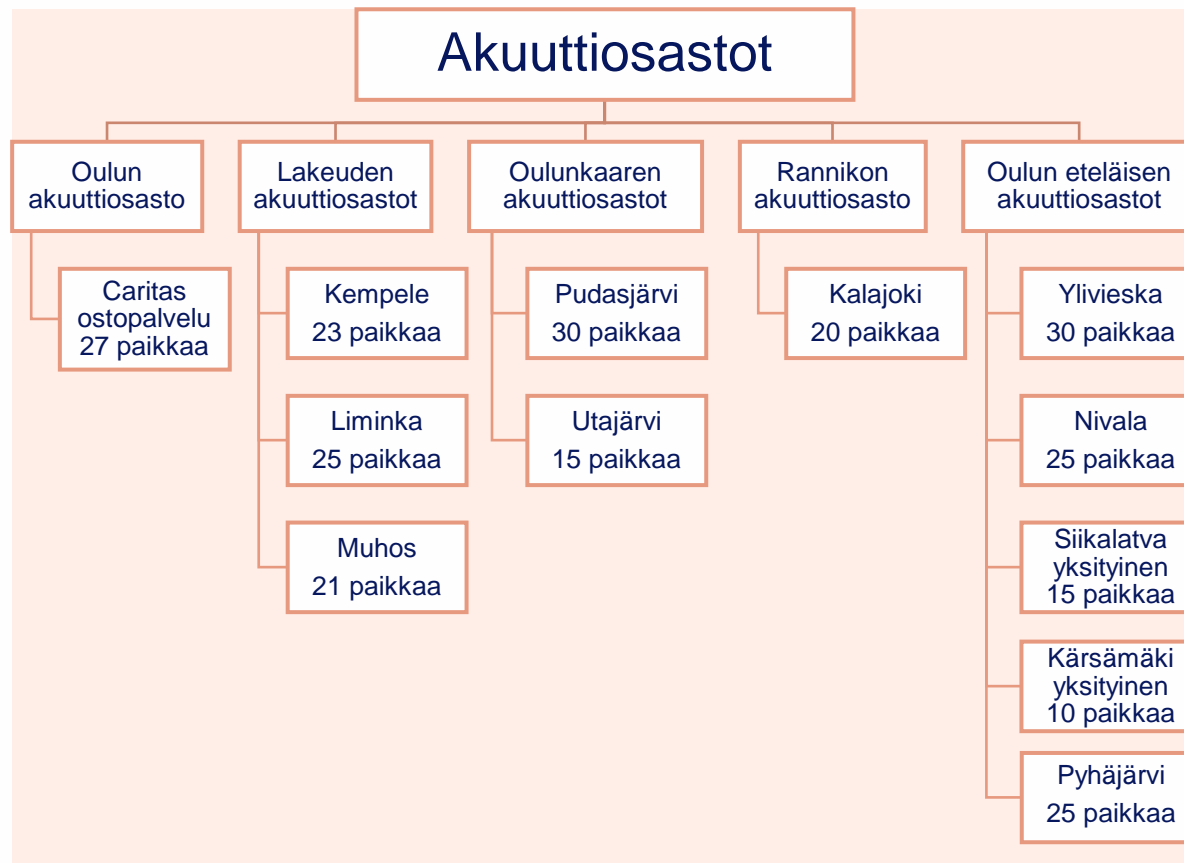 Akuuttiosastot
Oulun
akuuttiosasto
Caritas
ostopalvelu
27 paikkaa
Lakeuden
akuuttiosastot
Kempele
23 paikkaa
Liminka
25 paikkaa
Muhos
21 paikkaa
Oulunkaaren
akuuttiosastot
Pudasjärvi
30 paikkaa
Utajärvi
15 paikkaa
Rannikon
akuuttiosasto
Kalajoki
20 paikkaa
Oulun eteläisen
akuuttiosastot
Ylivieska
30 paikkaa
Nivala
25 paikkaa
Siikalatva
yksityinen
15 paikkaa
Kärsämäki
yksityinen
10 paikkaa
Pyhäjärvi
25 paikkaa